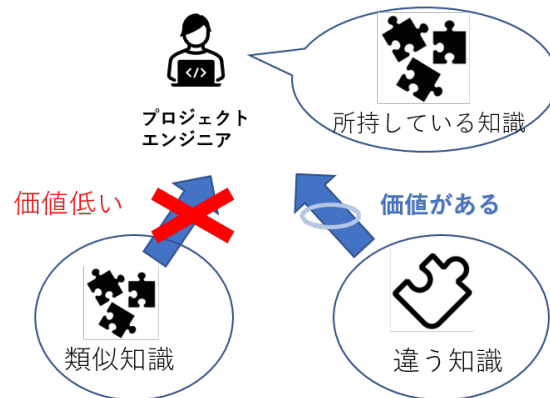 </>
プロジェクト
エンジニア
所持している知識
価値低い
価値がある
類似知識
違う知識